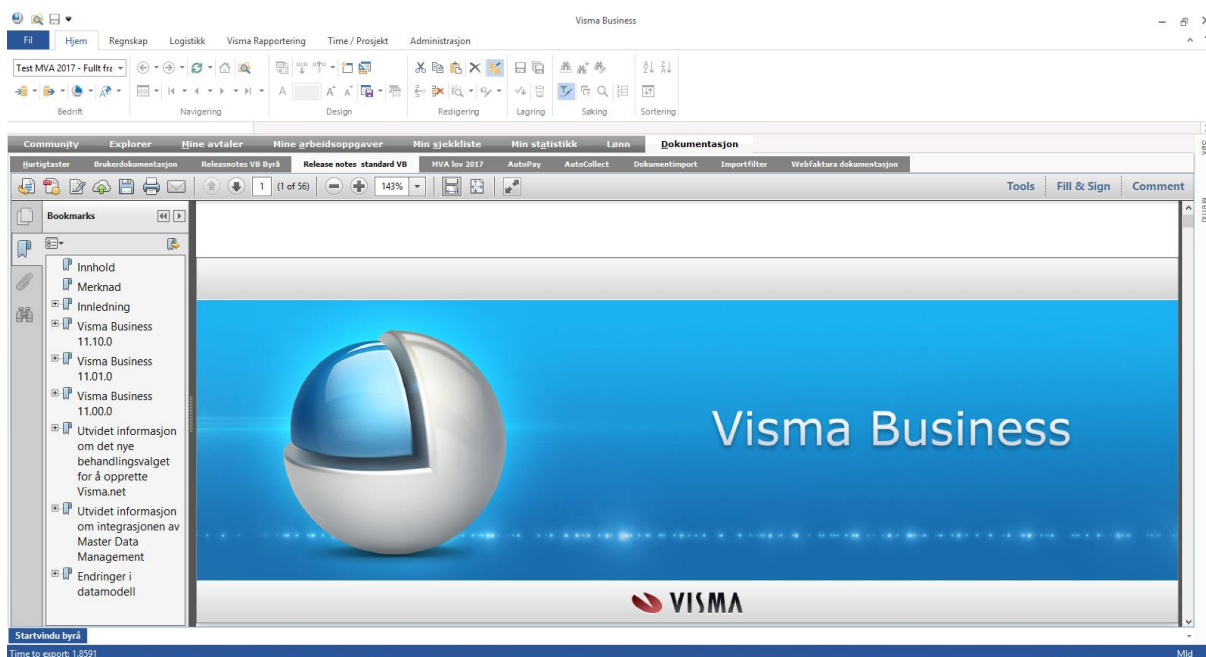 Visma Business
Fil Hjem Regnskap Logistikk Visma Rapportering Time / Prosjekt Administrasjon
Test MVA 2017 - Fullt fra
Bedrift Navigering Design Redigering Lagring Søking Sortering
Community Explorer Mine avtaler Mine arbeidsoppgaver Min sjekkliste Min statistikk Lønn Dokumentasjon
Hurtigtaster Brukerdokumentasjon Releasnotes VB Byrå Release notes standard VB MVA lov 2017 AutoPay AutoCollect Dokumentimport Importfilter Webfaktura dokumentasjon
1 (1 of 56) 143% Tools Fill & Sign Comment
Bookmarks
Innhold
Merknad
Innledning
Visma Business
11.10.0
Visma Business
11.01.0
Visma Business
11.00.0
Utvidet informasjon
om det nye
behandlingsvalget
for å opprette
Visma.net
Utvidet informasjon
om integrasjonen av
Master Data
Management
Endringer i
datamodell
Visma Business
VISMA
Startvindu byrå
Time to export: 1.8591 Mld